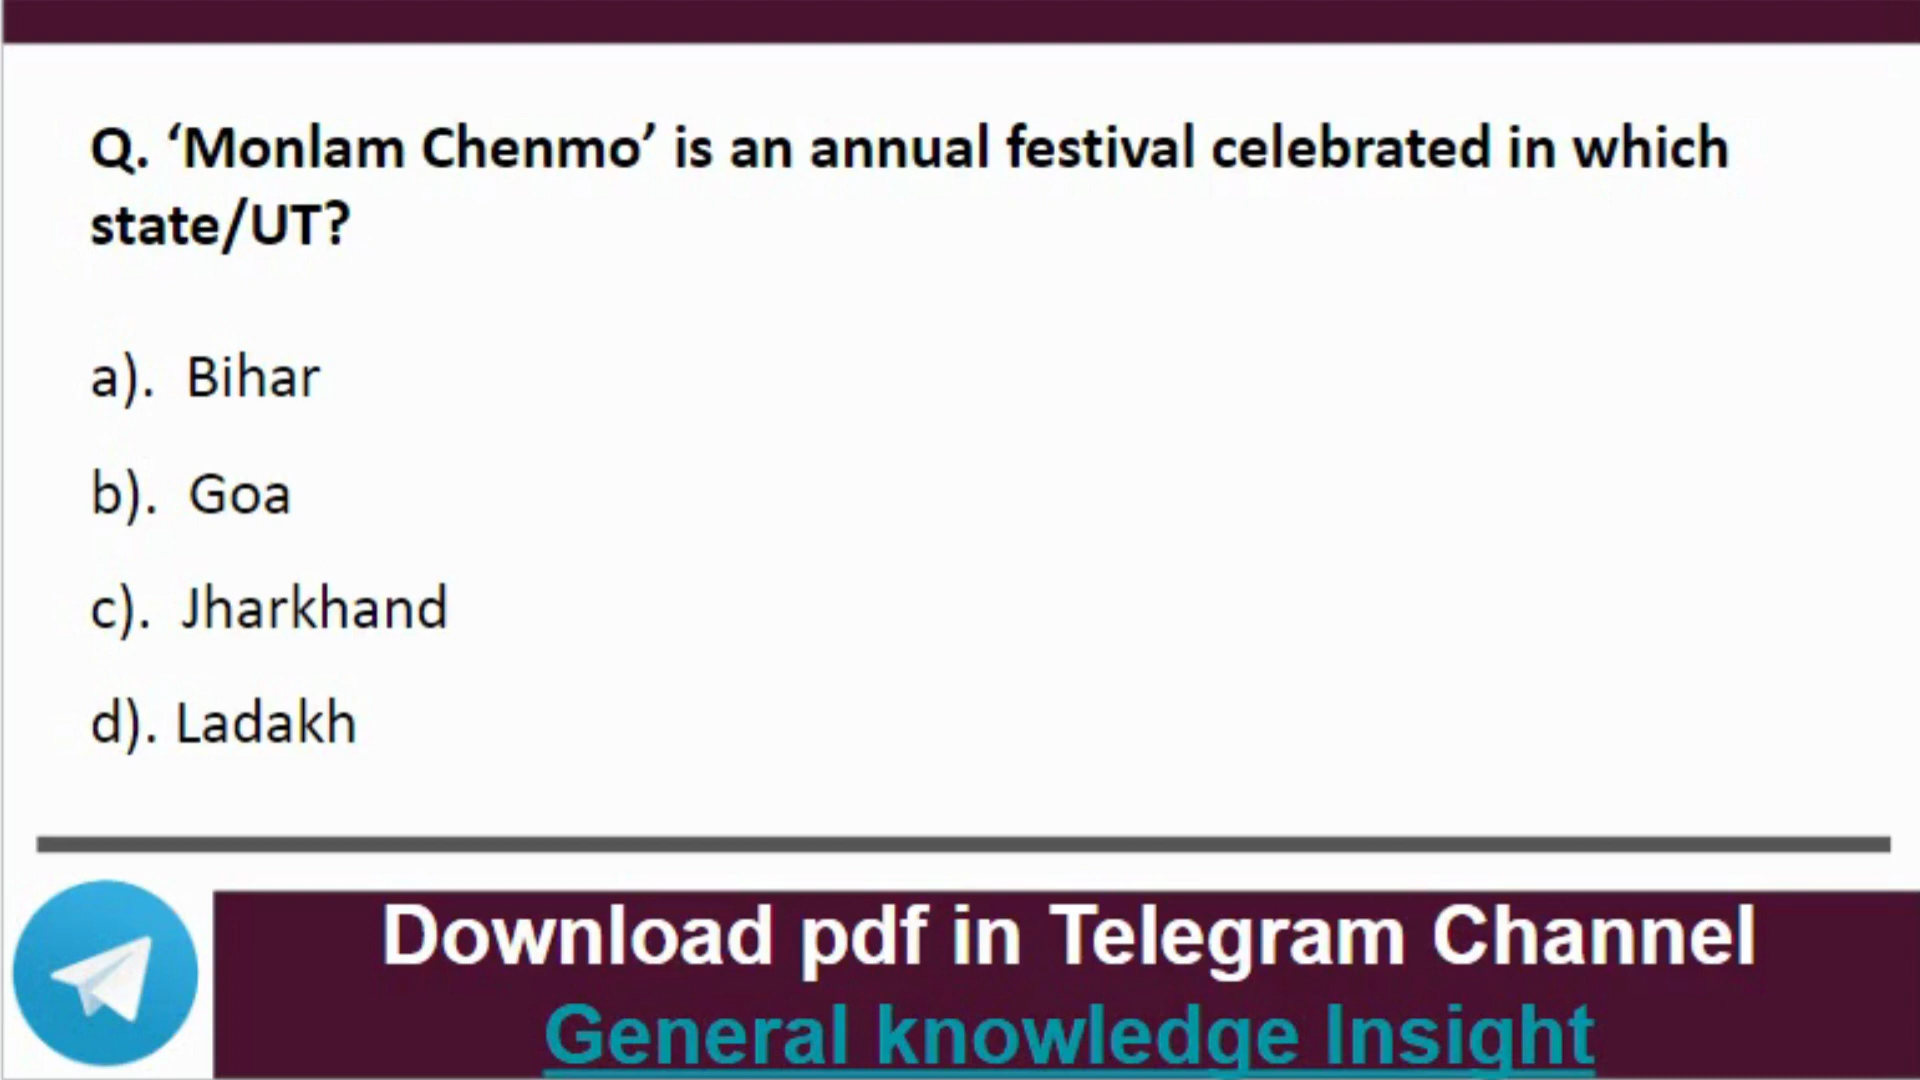 Q. ‘Monlam Chenmo’ is an annual festival celebrated in which
state/UT?
a). Bihar
b). Goa
c). Jharkhand
d). Ladakh
Download pdf in Telegram Channel
General knowledge Insight